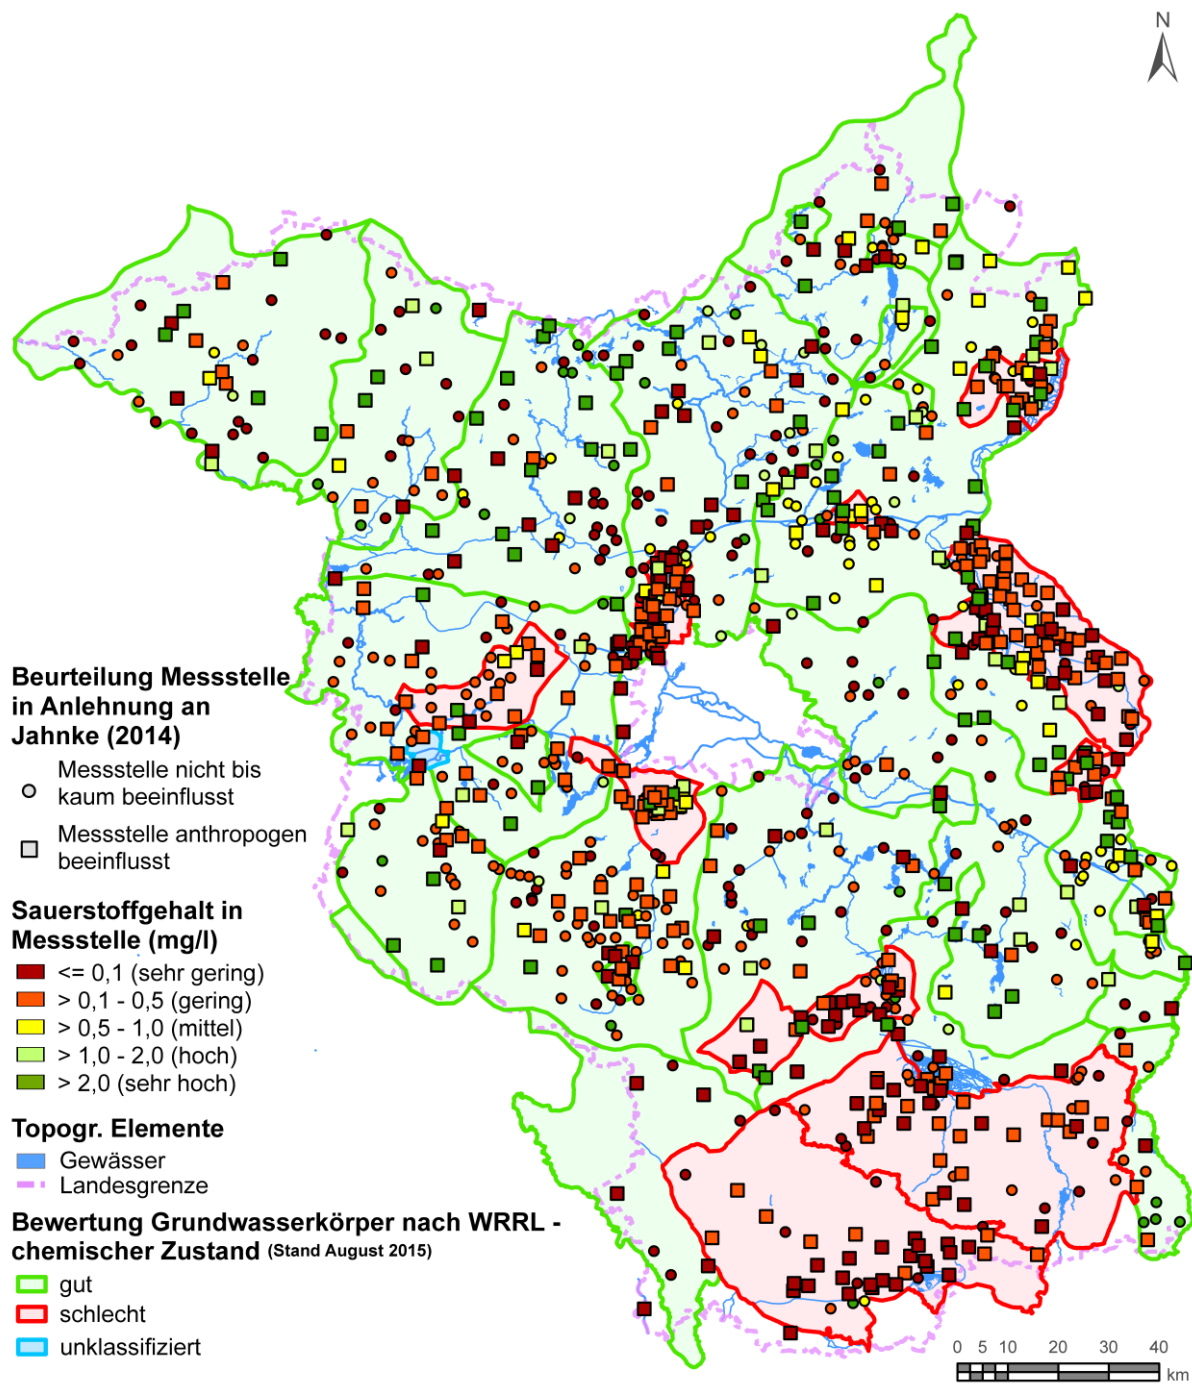 N
Beurteilung Messstelle
in Anlehnung an
Jahnke (2014)
Messstelle nicht bis
kaum beeinflusst
Messstelle anthropogen
beeinflusst
Sauerstoffgehalt in
Messstelle (mg/l)
<= 0,1 (sehr gering)
> 0,1 - 0,5 (gering)
> 0,5 - 1,0 (mittel)
> 1,0 - 2,0 (hoch)
> 2,0 (sehr hoch)
Topogr. Elemente
Gewässer
Landesgrenze
Bewertung Grundwasserkörper nach WRRL -
chemischer Zustand (Stand August 2015)
gut
schlecht
unklassifiziert
0 5 10 20 30 40
km